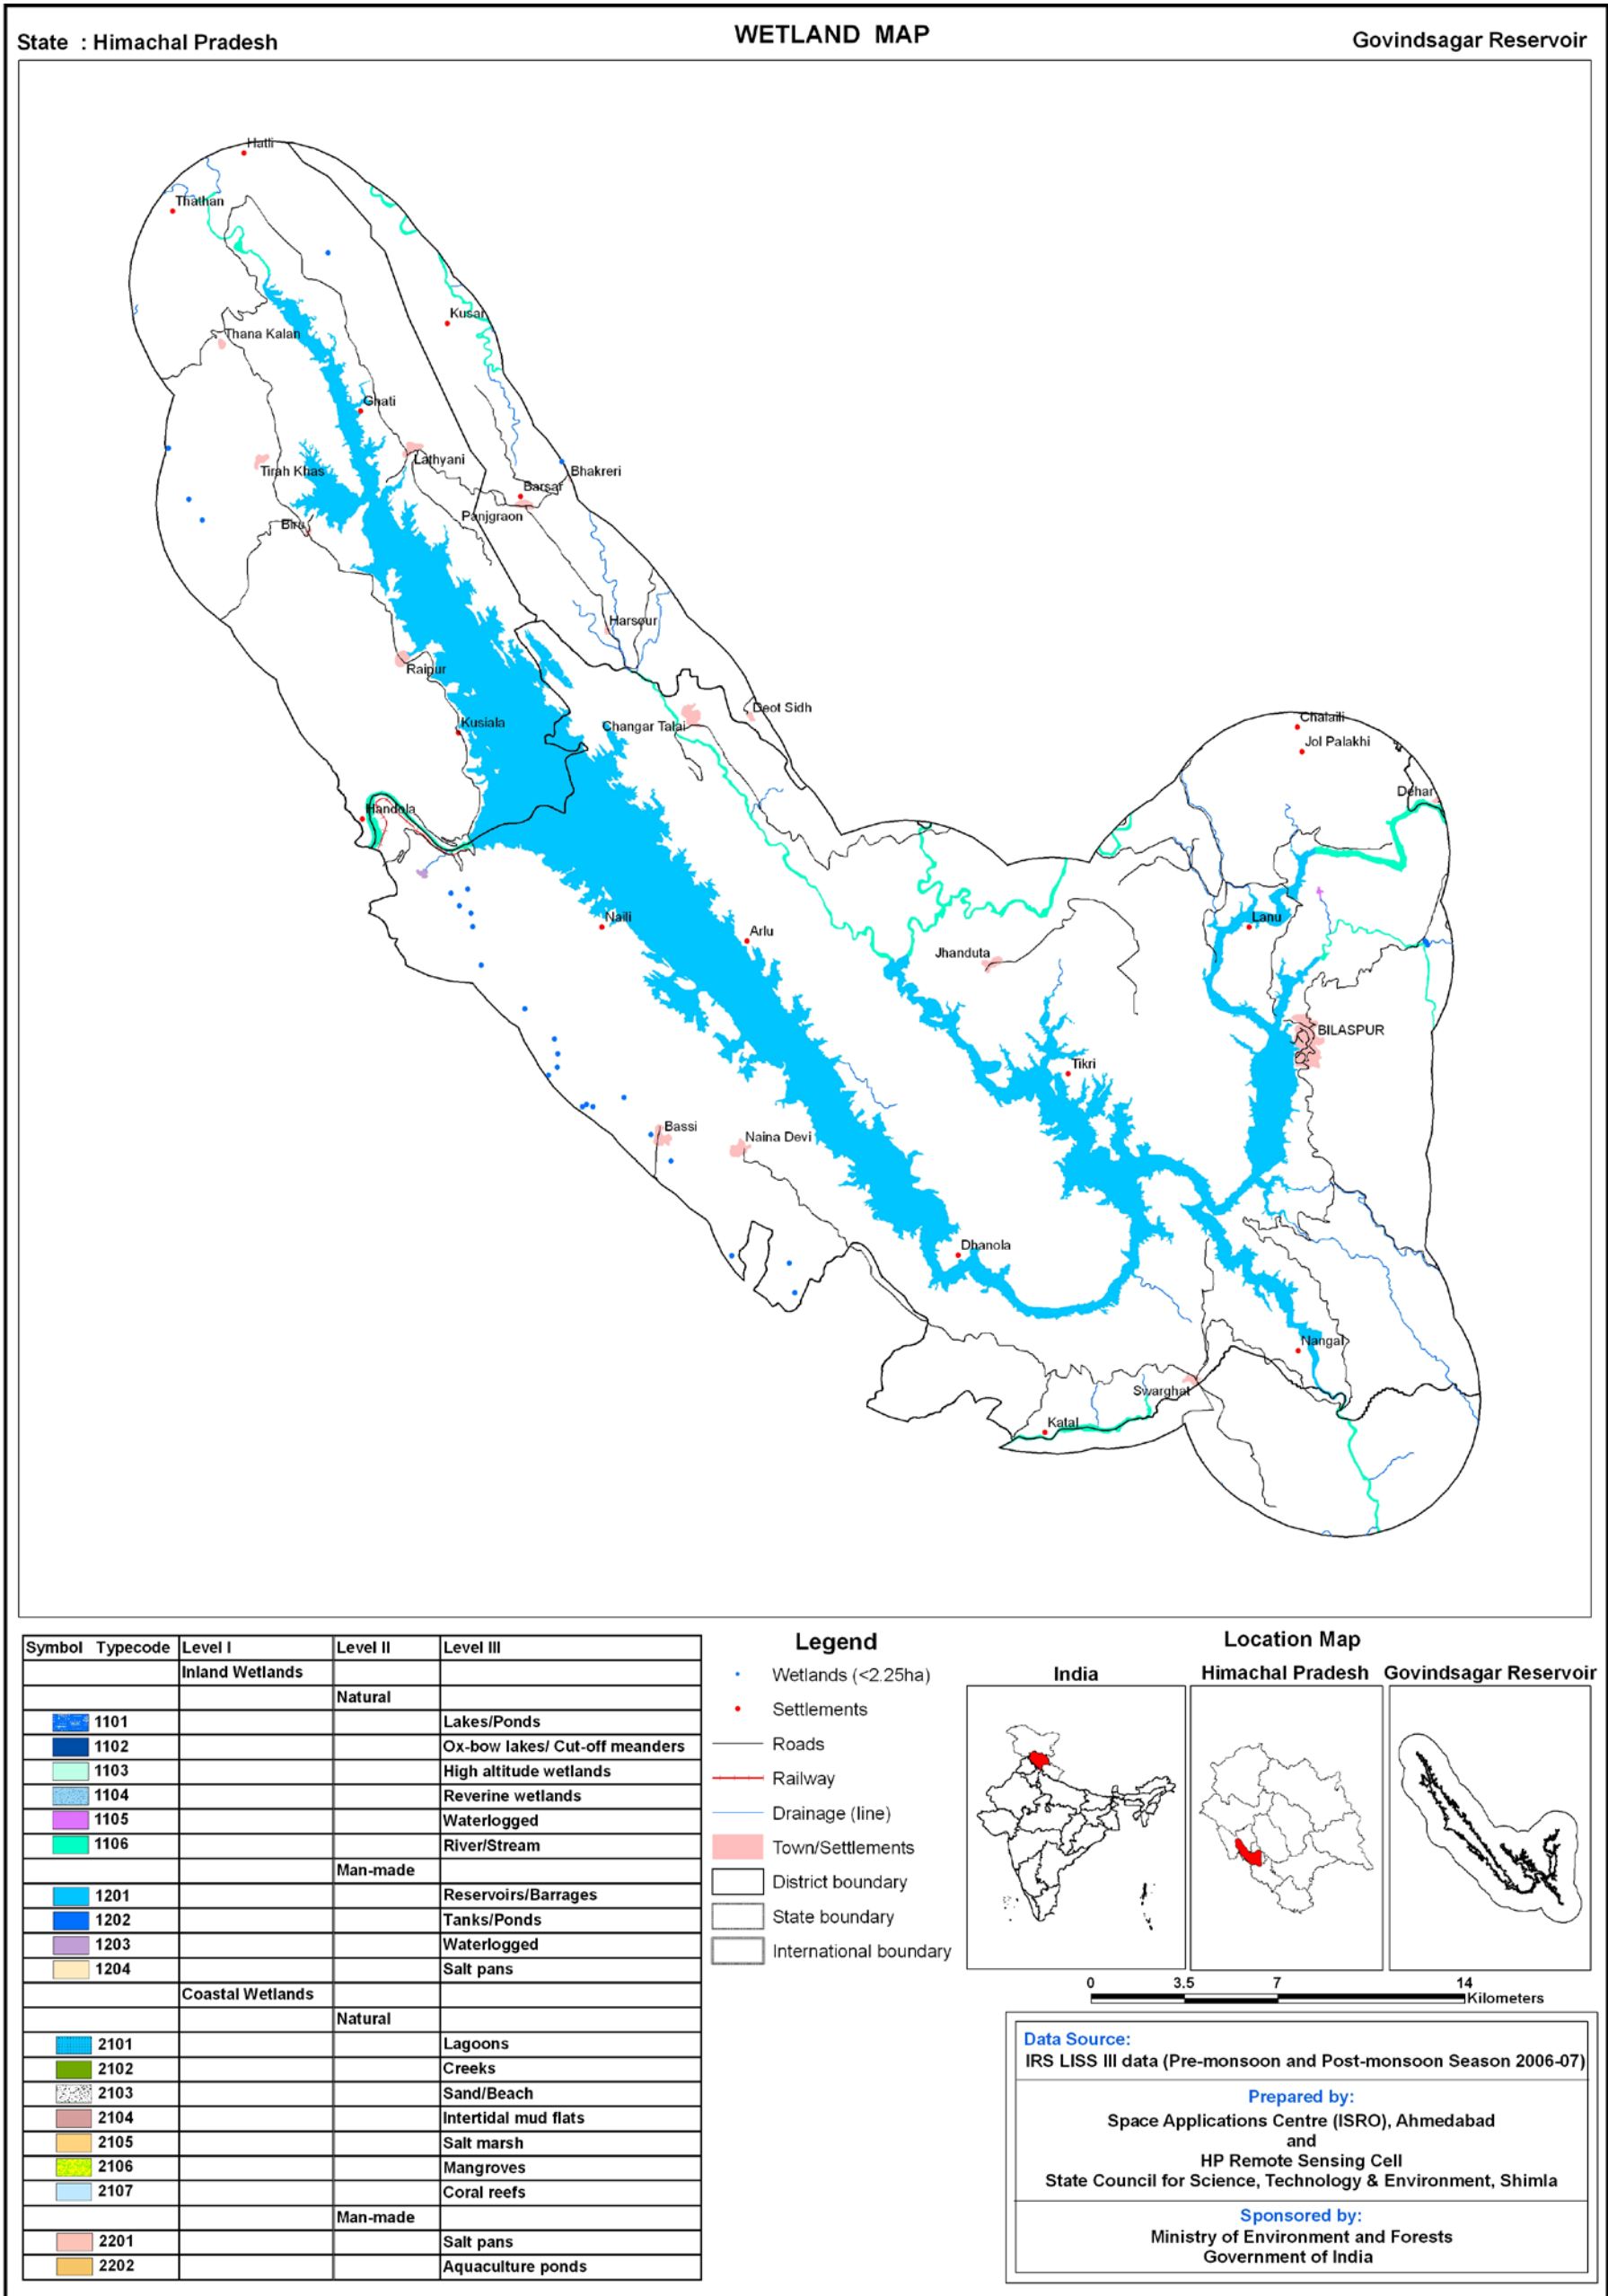 State : Himachal Pradesh
WETLAND MAP
Govindsagar Reservoir
Hatli
Thathan
Kusar
Thana Kalan
Ghati
Lathyani
Tirah Khas
Bhakreri
Barsar
Panjgraon
Biru
Harsour
Raipur
Deot Sidh
Kusiala
Changar Talai
Chalaili
Jol Palakhi
Dehar
Handola
Naili
Arlu
Lanu
Jhanduta
BILASPUR
Tikri
Bassi
Naina Devi
Dhanola
Nangal
Swarghat
Katal
Symbol Typecode Level I Level II Level III
Inland Wetlands
Natural
1101 Lakes/Ponds
1102 Ox-bow lakes/ Cut-off meanders
1103 High altitude wetlands
1104 Reverine wetlands
1105 Waterlogged
1106 River/Stream
Man-made
1201 Reservoirs/Barrages
1202 Tanks/Ponds
1203 Waterlogged
1204 Salt pans
Coastal Wetlands
Natural
2101 Lagoons
2102 Creeks
2103 Sand/Beach
2104 Intertidal mud flats
2105 Salt marsh
2106 Mangroves
2107 Coral reefs
Man-made
2201 Salt pans
2202 Aquaculture ponds
Legend
Wetlands (<2.25ha)
Settlements
Roads
Railway
Drainage (line)
Town/Settlements
District boundary
State boundary
International boundary
Location Map
India
Himachal Pradesh
Govindsagar Reservoir
0 3.5 7 14
Kilometers
Data Source:
IRS LISS III data (Pre-monsoon and Post-monsoon Season 2006-07)
Prepared by:
Space Applications Centre (ISRO), Ahmedabad
and
HP Remote Sensing Cell
State Council for Science, Technology & Environment, Shimla
Sponsored by:
Ministry of Environment and Forests
Government of India